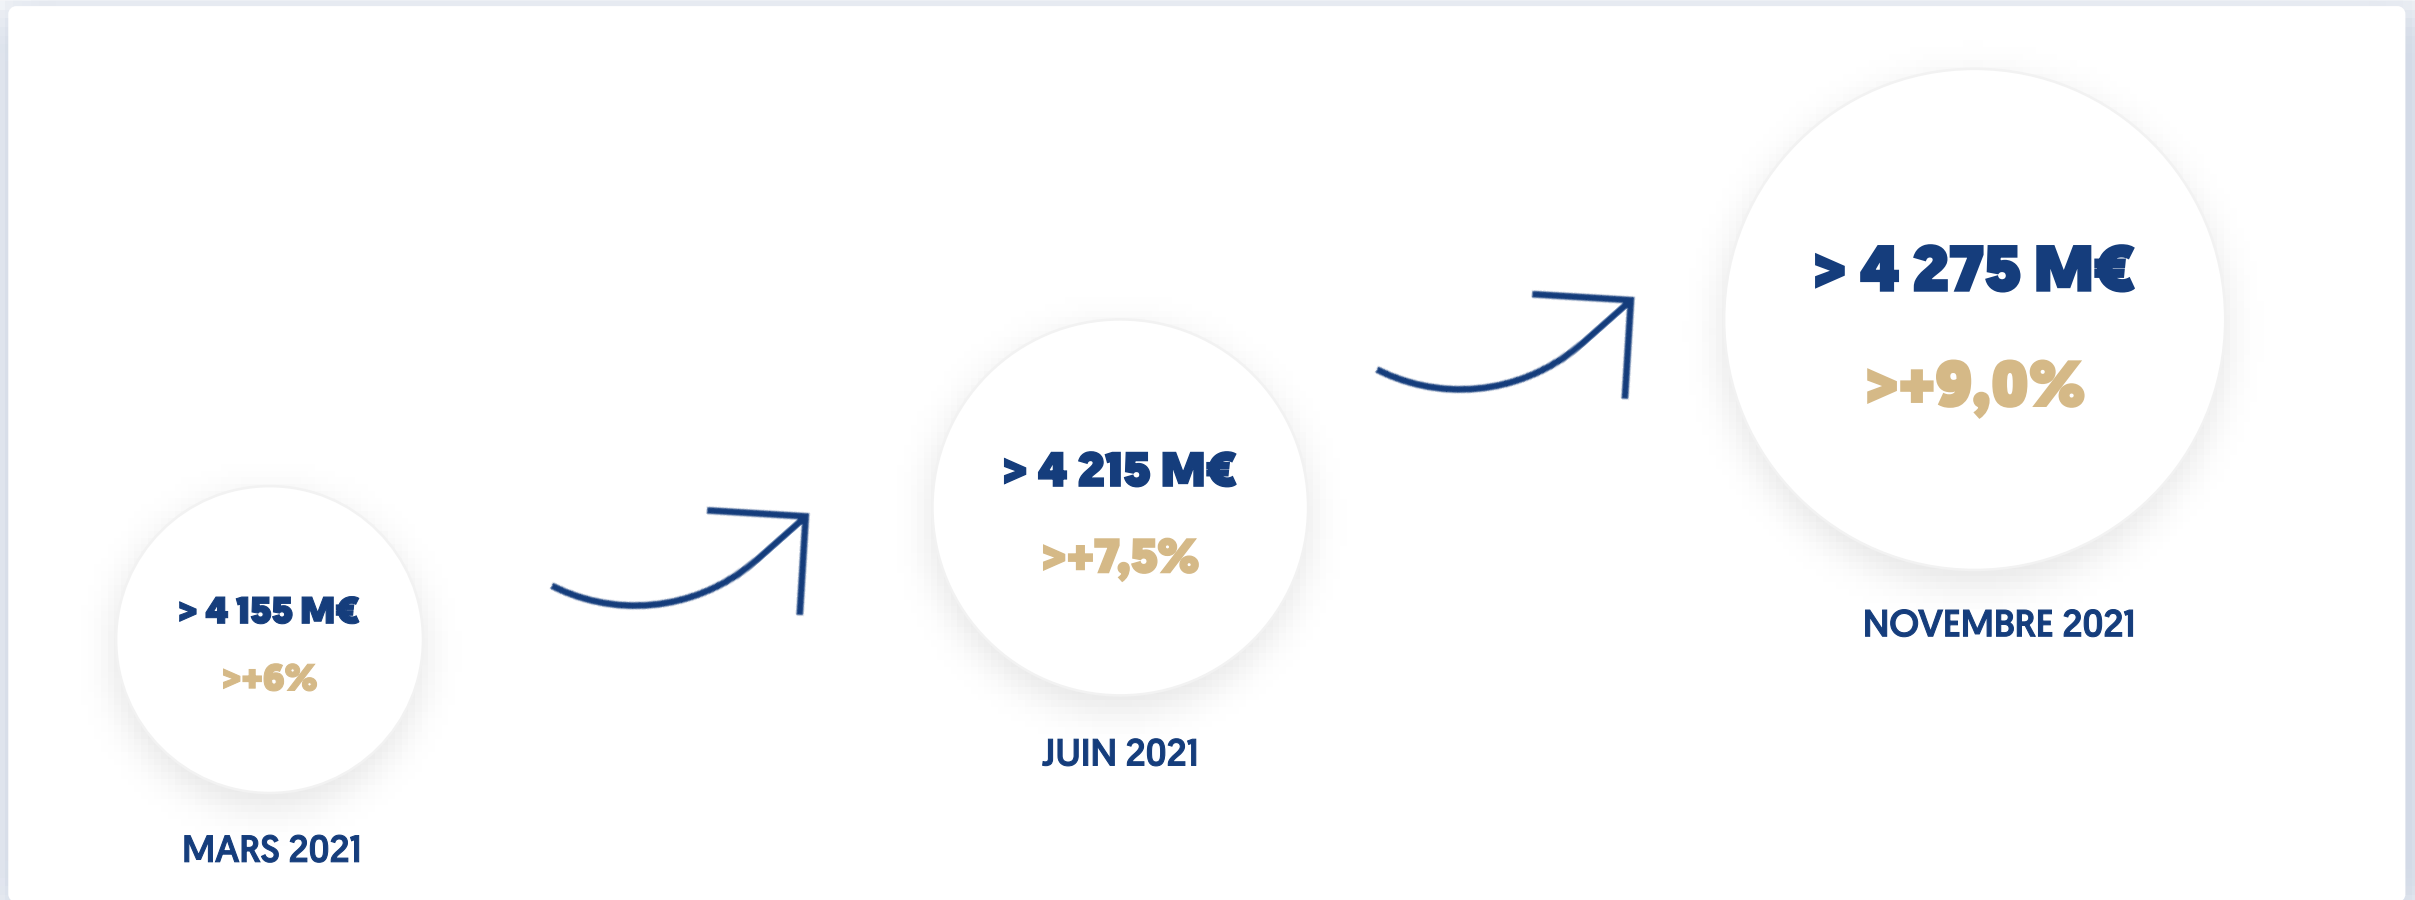 > 4 155 M€
>+6%
MARS 2021
> 4 215 M€
>+7,5%
JUIN 2021
> 4 275 M€
>+9,0%
NOVEMBRE 2021